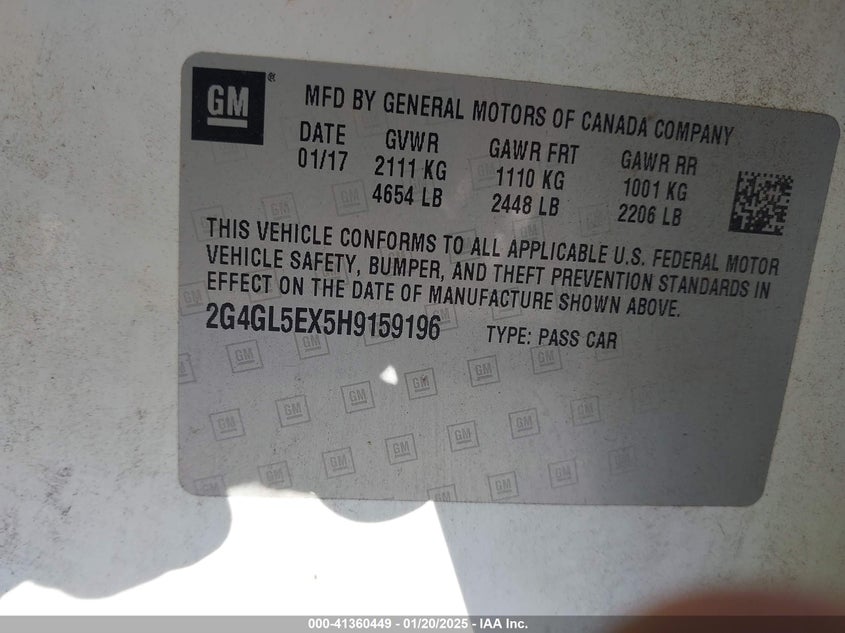 GM ®
MFD BY GENERAL MOTORS OF CANADA COMPANY
DATE GVWR GAWR FRT GAWR RR
01/17 2111 KG 1110 KG 1001 KG
4654 LB 2448 LB 2206 LB
THIS VEHICLE CONFORMS TO ALL APPLICABLE U.S. FEDERAL MOTOR
VEHICLE SAFETY, BUMPER, AND THEFT PREVENTION STANDARDS IN
EFFECT ON THE DATE OF MANUFACTURE SHOWN ABOVE.
2G4GL5EX5H9159196 TYPE: PASS CAR
000-41360449 - 01/20/2025 - IAA Inc.